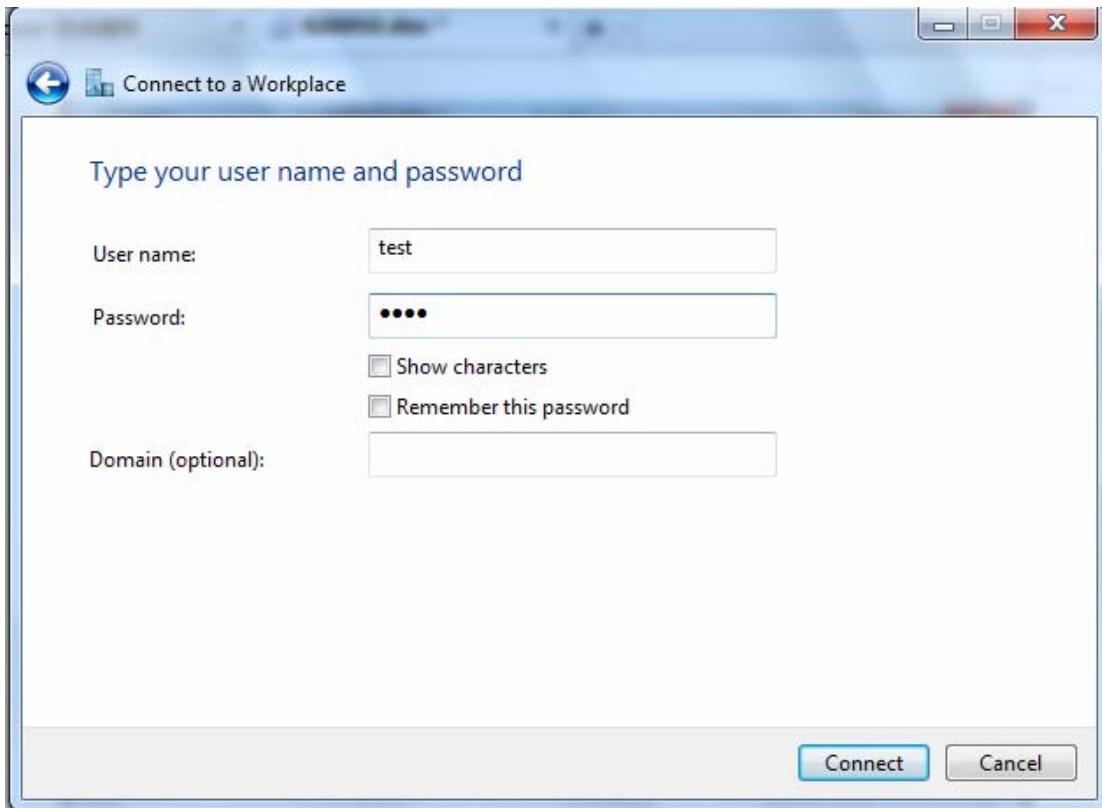 Connect to a Workplace
Type your user name and password
User name:
test
Password:
••••
Show characters
Remember this password
Domain (optional):
Connect Cancel